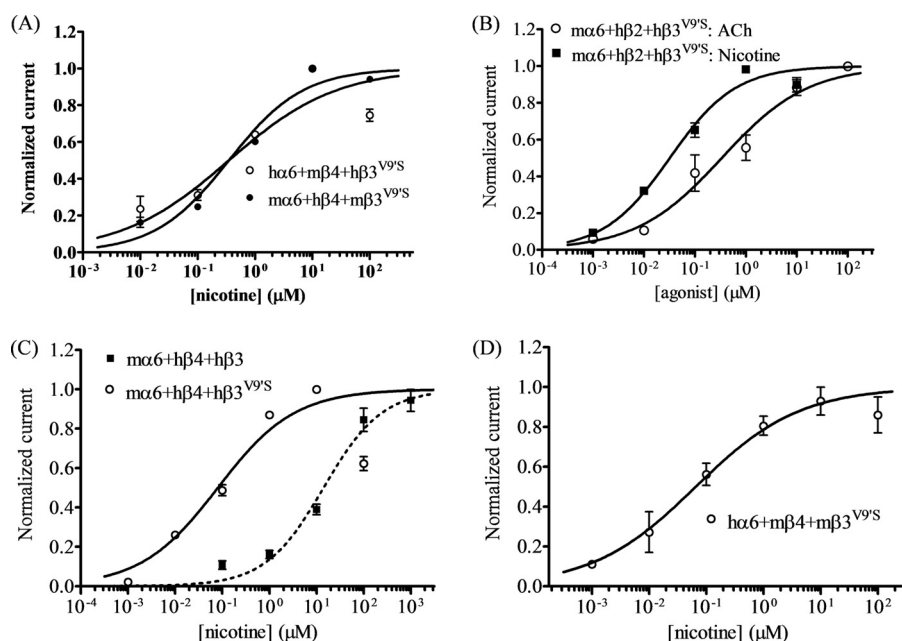 (A)
Normalized current
1.2
1.0
0.8
0.6
0.4
0.2
0.0
hα6+mβ4+hβ3V9'S
mα6+hβ4+mβ3V9'S
10-3 10-2 10-1 100 101 102
[nicotine] (μM)
(B)
mα6+hβ2+hβ3V9'S: ACh
mα6+hβ2+hβ3V9'S: Nicotine
Normalized current
1.2
1.0
0.8
0.6
0.4
0.2
0.0
10-4 10-3 10-2 10-1 100 101 102
[agonist] (μM)
(C)
mα6+hβ4+hβ3
mα6+hβ4+hβ3V9'S
Normalized current
1.2
1.0
0.8
0.6
0.4
0.2
0.0
10-3 10-2 10-1 100 101 102 103
[nicotine] (μM)
(D)
Normalized current
1.2
1.0
0.8
0.6
0.4
0.2
0.0
hα6+mβ4+mβ3V9'S
10-3 10-2 10-1 100 101 102
[nicotine] (μM)